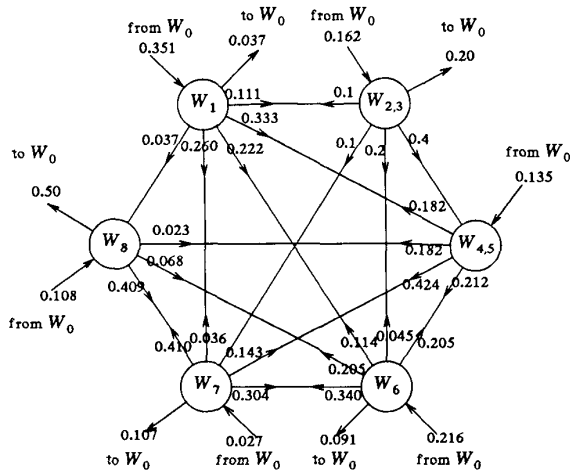 to W₀
from W₀
0.351
0.037
from W₀
0.162
to W₀
0.20
W₁
0.111
0.1
W₂,₃
0.333
0.037
0.260
0.222
0.1
0.2
0.4
to W₀
0.50
from W₀
0.135
0.182
W₈
0.023
0.182
W₄,₅
0.068
0.409
0.424
0.212
0.108
from W₀
0.410
0.036
0.143
0.114
0.045
0.205
0.205
W₇
0.304
0.340
W₆
0.107
to W₀
0.027
from W₀
0.091
to W₀
0.216
from W₀